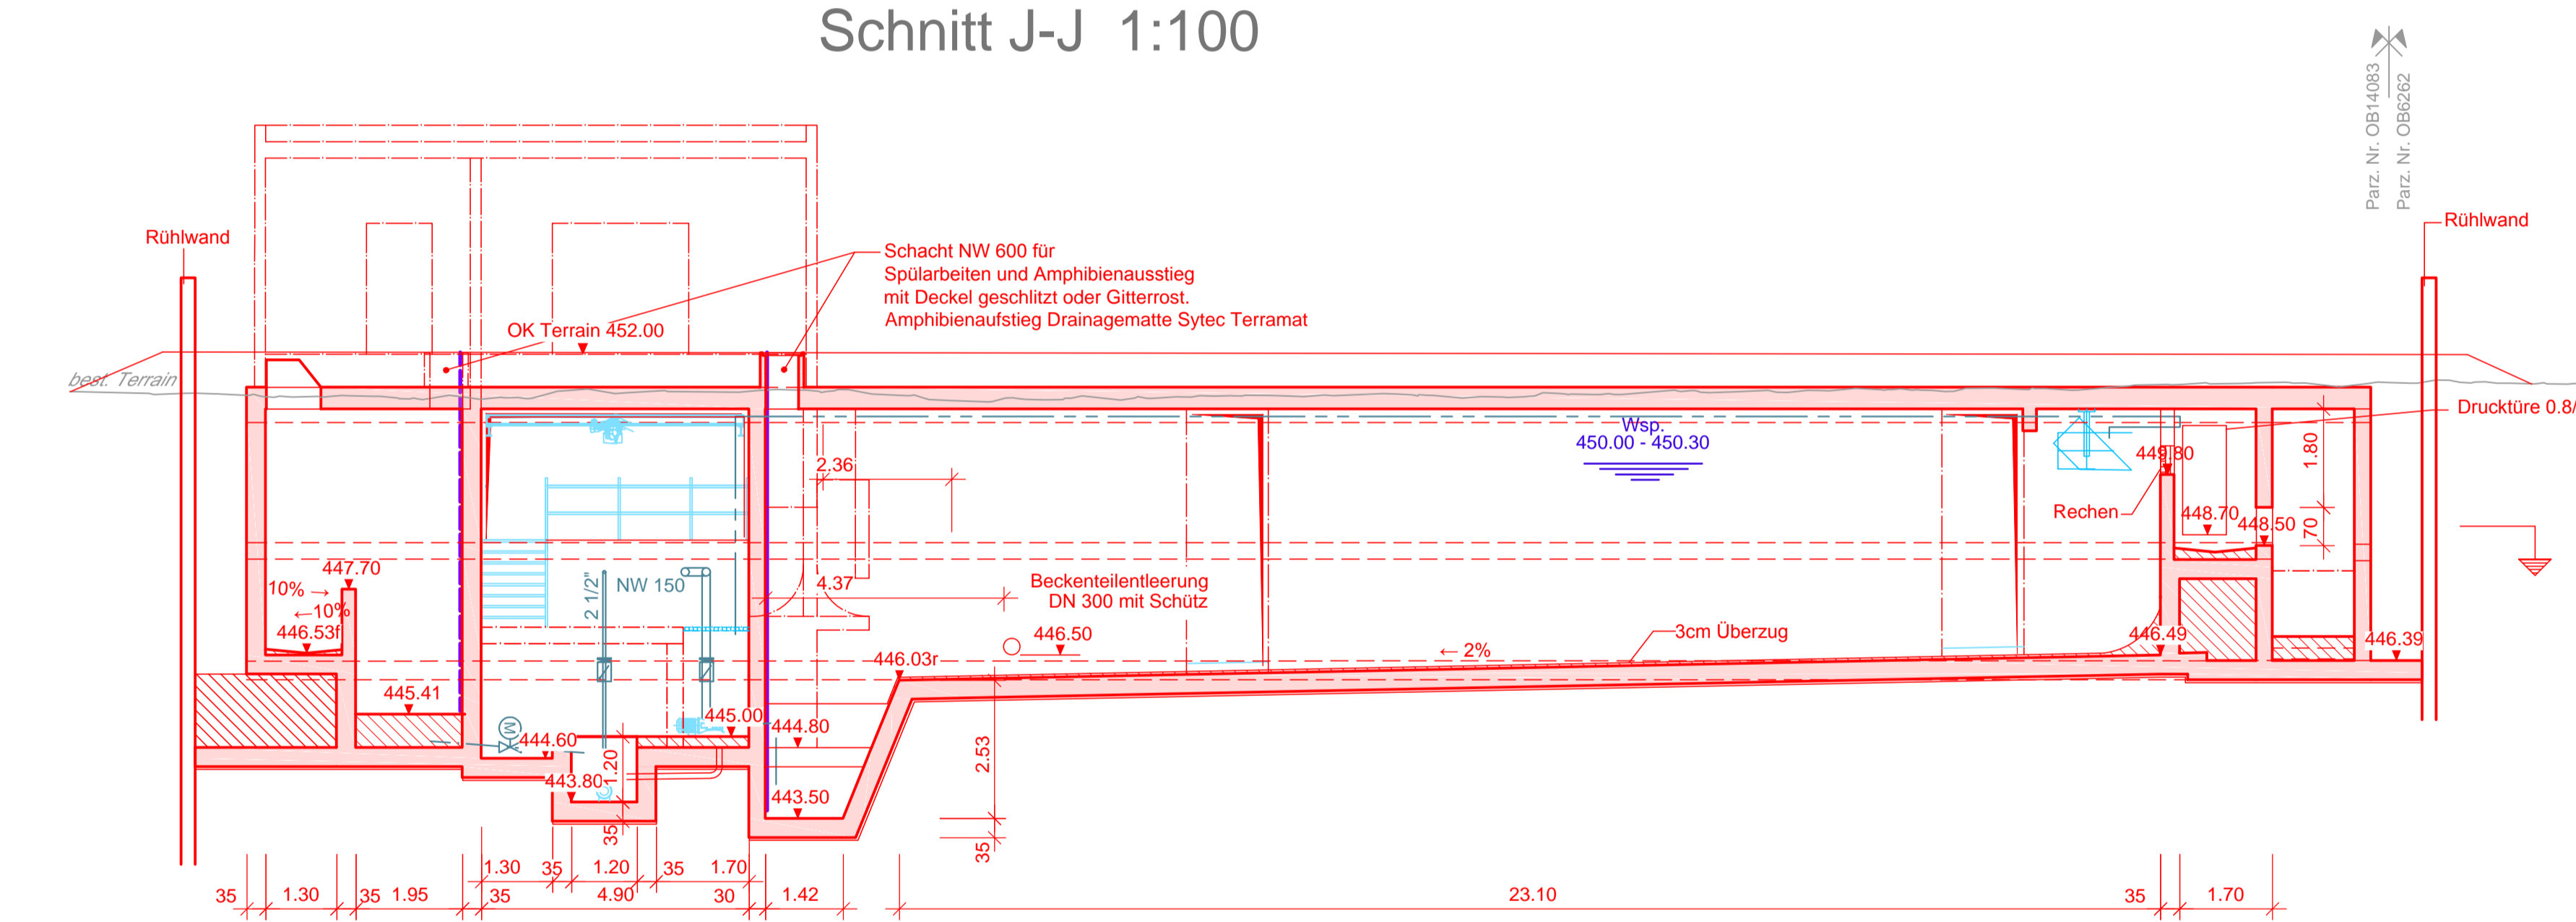 Schnitt J-J 1:100
Parz. Nr. OB14083
Parz. Nr. OB6262
Rühlwand
Rühlwand
Schacht NW 600 für
Spülarbeiten und Amphibienausstieg
mit Deckel geschlitzt oder Gitterrost.
Amphibienaufstieg Drainagematte Sytec Terramat
OK Terrain 452.00
best. Terrain
Drucktüre 0.8/
Wsp.
450.00 - 450.30
2.36
449.80
1.80
Rechen
448.70
448.50
70
447.70
10% →
←10%
446.53f
2 1/2"
NW 150
4.37
Beckenteilentleerung
DN 300 mit Schütz
446.50
3cm Überzug
← 2%
446.49
446.39
446.03r
445.41
M
445.00
444.80
444.60
443.80
1.20
443.50
2.53
35
35
1.30
35
1.20
35
1.70
35
1.30
35
1.95
35
4.90
30
1.42
23.10
35
1.70